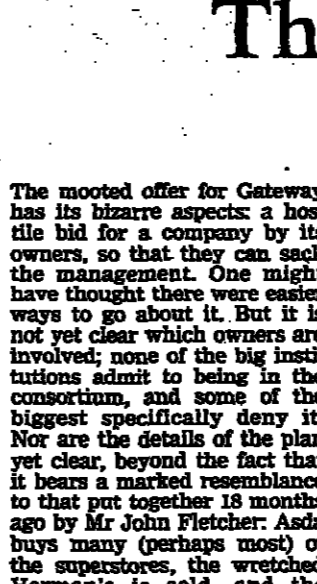 Th
The mooted offer for Gateway
has its bizarre aspects: a hos
tile bid for a company by its
owners, so that they can sack
the management. One might
have thought there were easier
ways to go about it. But it is
not yet clear which owners are
involved; none of the big insti
tutions admit to being in the
consortium, and some of the
biggest specifically deny it.
Nor are the details of the plan
yet clear, beyond the fact that
it bears a marked resemblance
to that put together 18 months
ago by Mr John Fletcher. Asda
buys many (perhaps most) o
the superstores, the wretched
is sold, and the